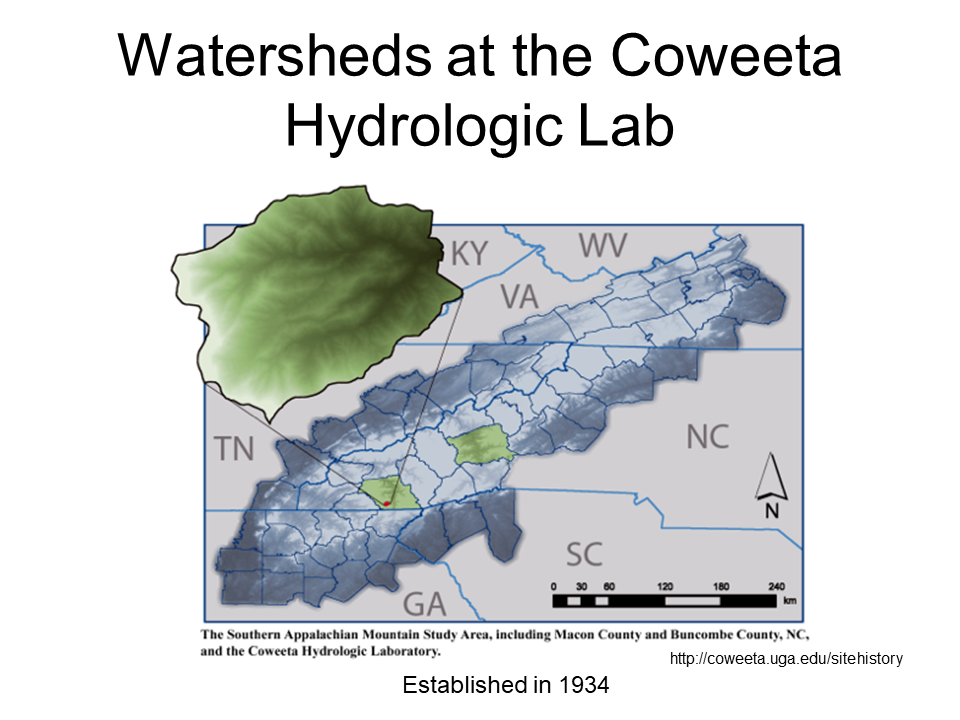 Watersheds at the Coweeta
Hydrologic Lab
KY
WV
VA
TN
NC
N
SC
0 30 60 120 180 240
km
GA
The Southern Appalachian Mountain Study Area, including Macon County and Buncombe County, NC,
and the Coweeta Hydrologic Laboratory.
http://coweeta.uga.edu/sitehistory
Established in 1934